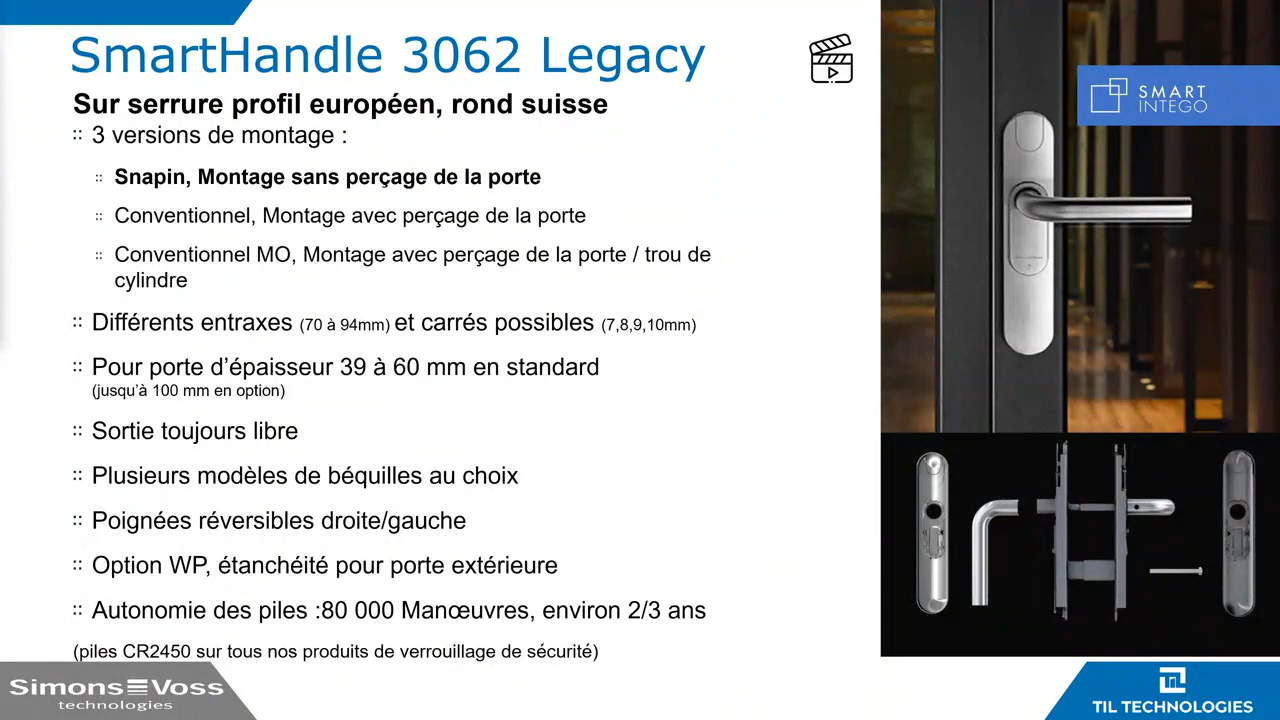 SmartHandle 3062 Legacy
Sur serrure profil européen, rond suisse
3 versions de montage :
Snapin, Montage sans perçage de la porte
Conventionnel, Montage avec perçage de la porte
Conventionnel MO, Montage avec perçage de la porte / trou de
cylindre
Différents entraxes (70 à 94mm) et carrés possibles (7,8,9,10mm)
Pour porte d’épaisseur 39 à 60 mm en standard
(jusqu’à 100 mm en option)
Sortie toujours libre
Plusieurs modèles de béquilles au choix
Poignées réversibles droite/gauche
Option WP, étanchéité pour porte extérieure
Autonomie des piles :80 000 Manœuvres, environ 2/3 ans
(piles CR2450 sur tous nos produits de verrouillage de sécurité)
SMART
INTEGO
Simons Voss
technologies
TIL TECHNOLOGIES